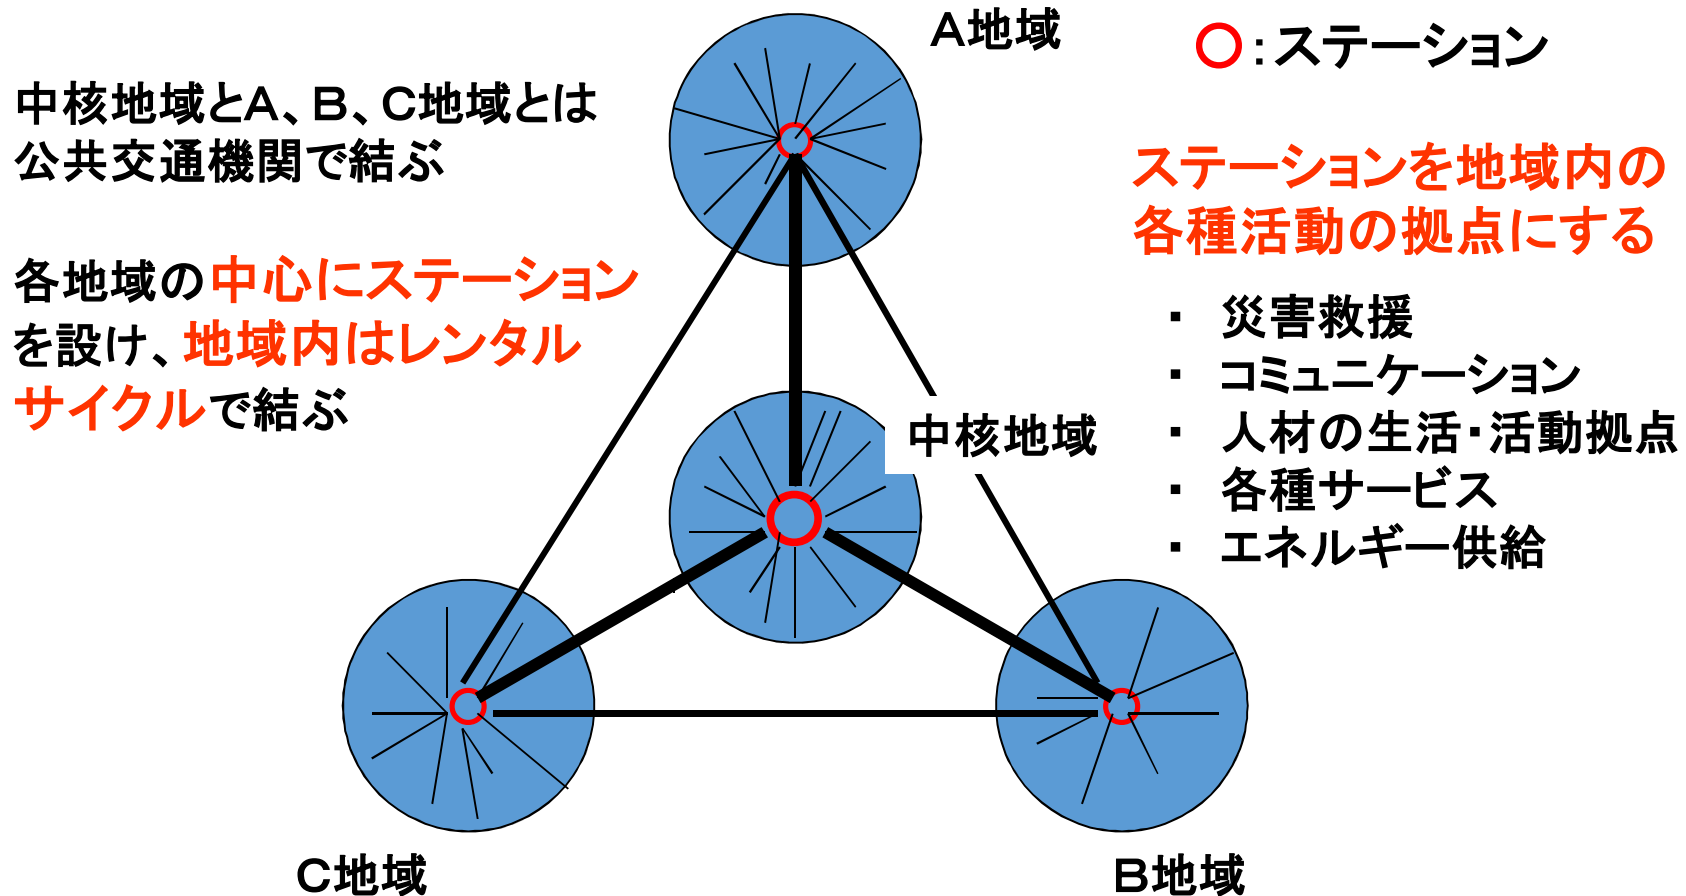 A地域
○:ステーション
中核地域とA、B、C地域とは
公共交通機関で結ぶ
ステーションを地域内の
各種活動の拠点にする
各地域の中心にステーション
を設け、地域内はレンタル
サイクルで結ぶ
・ 災害救援
・ コミュニケーション
・ 人材の生活・活動拠点
・ 各種サービス
・ エネルギー供給
中核地域
C地域
B地域